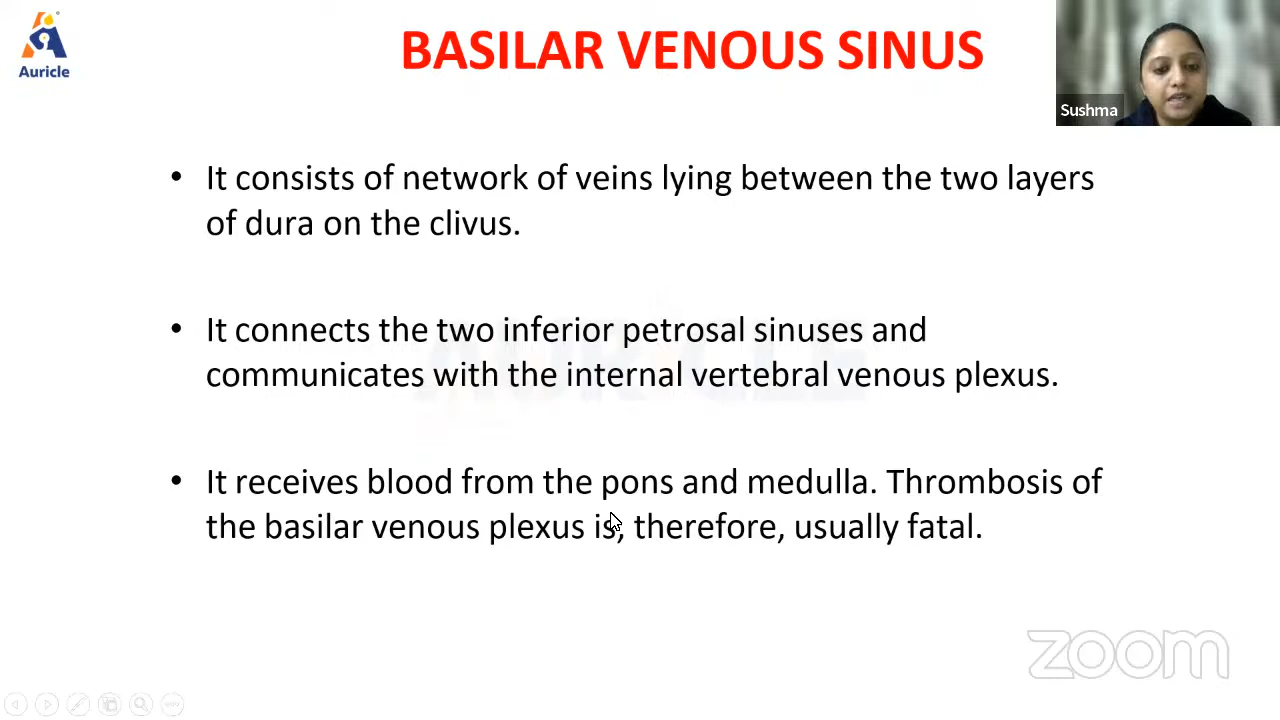 Auricle
BASILAR VENOUS SINUS
Sushma
• It consists of network of veins lying between the two layers
of dura on the clivus.
• It connects the two inferior petrosal sinuses and
communicates with the internal vertebral venous plexus.
• It receives blood from the pons and medulla. Thrombosis of
the basilar venous plexus is, therefore, usually fatal.
zoom